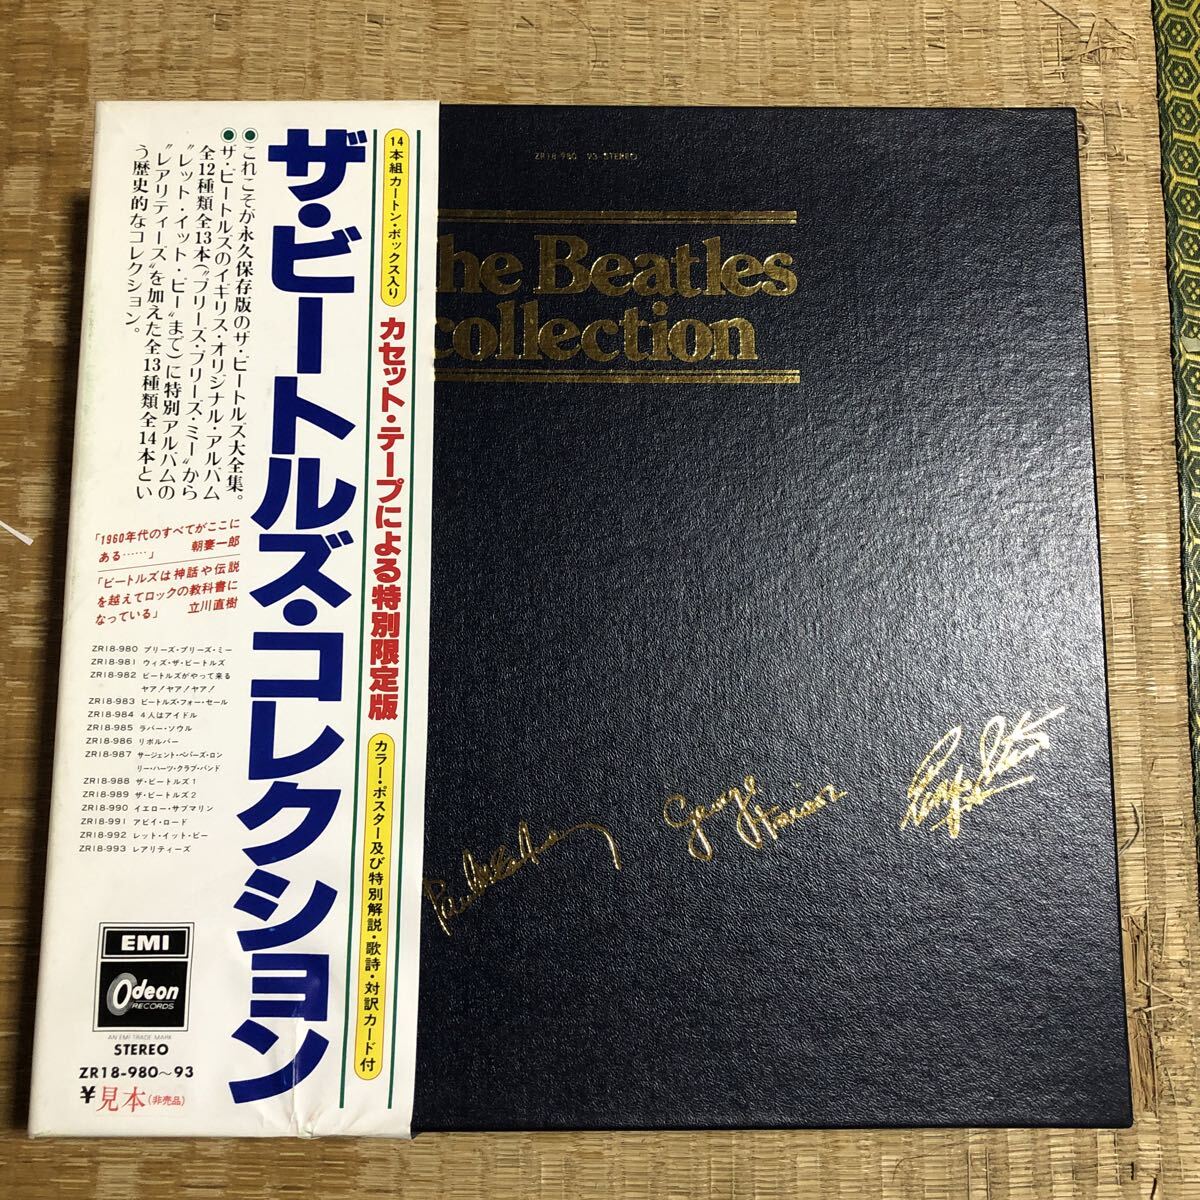 14本組カートン・ボックス入り
カセット・テープによる特別限定版
カラー・ポスター及び特別解説・歌詩・対訳カード付
ザ・ビートルズ・コレクション
●これこそが永久保存版のザ・ビートルズ大全集。
●ザ・ビートルズのイギリス・オリジナル・アルバム
全12種類全13本(〝プリーズ・プリーズ・ミー〟から
〝レット・イット・ビー〟まで)に特別アルバムの
〝レアリティーズ〟を加えた全13種類全14本とい
う歴史的なコレクション。
「1960年代のすべてがここに
ある……」 朝妻一郎
「ビートルズは神話や伝説
を越えてロックの教科書に
なっている」 立川直樹
ZR18-980 プリーズ・プリーズ・ミー
ZR18-981 ウィズ・ザ・ビートルズ
ZR18-982 ビートルズがやって来る
ヤァ!ヤァ!ヤァ!
ZR18-983 ビートルズ・フォー・セール
ZR18-984 4人はアイドル
ZR18-985 ラバー・ソウル
ZR18-986 リボルバー
ZR18-987 サージェント・ペパーズ・ロン
リー・ハーツ・クラブ・バンド
ZR18-988 ザ・ビートルズ1
ZR18-989 ザ・ビートルズ2
ZR18-990 イエロー・サブマリン
ZR18-991 アビイ・ロード
ZR18-992 レット・イット・ビー
ZR18-993 レアリティーズ
EMI
Odeon
RECORDS
AN EMI TRADE MARK
STEREO
ZR18-980〜93
¥見本(非売品)
ZR18-980 93 STEREO
he Beatles
collection
Paul McCartney
George Harrison
Ringo Starr